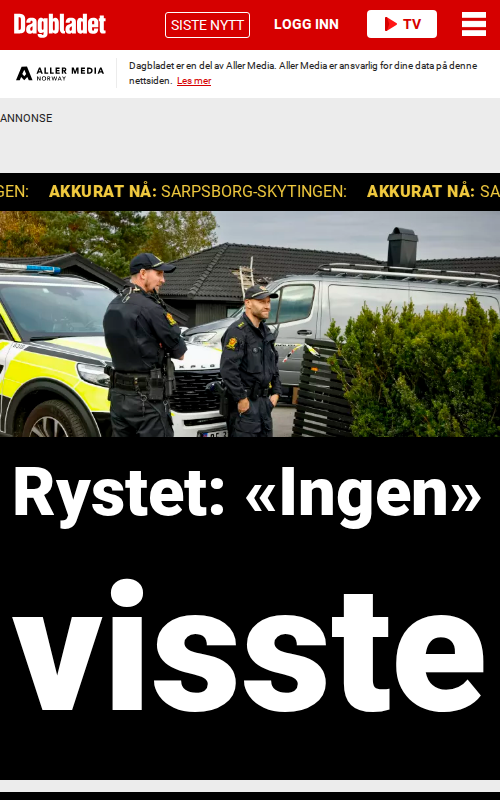 Dagbladet SISTE NYTT LOGG INN TV
ALLER MEDIA
NORWAY
Dagbladet er en del av Aller Media. Aller Media er ansvarlig for dine data på denne
nettsiden. Les mer
ANNONSE
GEN: AKKURAT NÅ: SARPSBORG-SKYTINGEN: AKKURAT NÅ: SA
Rystet: «Ingen»
visste